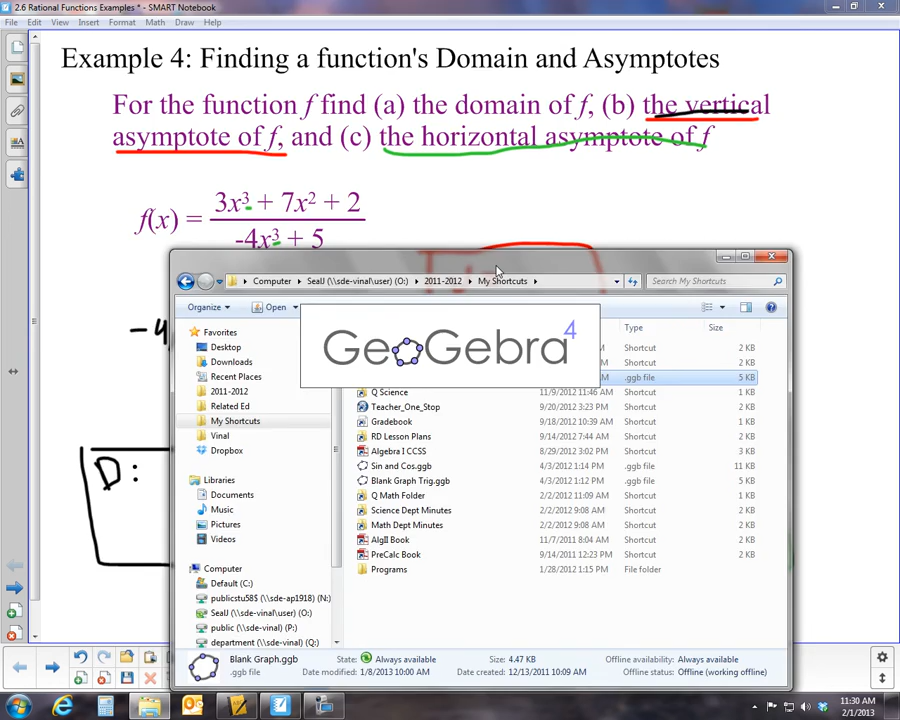 2.6 Rational Functions Examples * - SMART Notebook
File Edit View Insert Format Math Draw Help
Example 4: Finding a function's Domain and Asymptotes
For the function f find (a) the domain of f, (b) the vertical
asymptote of f, and (c) the horizontal asymptote of f
f(x) = 3x³ + 7x² + 2
-4x³ + 5
-4
D:
Computer SealJ (\\sde-vinal\user) (O:) 2011-2012 My Shortcuts Search My Shortcuts
Organize Open
GeoGebra 4
Favorites
Desktop
Downloads
Recent Places
2011-2012
Related Ed
My Shortcuts
Vinal
Dropbox
Libraries
Documents
Music
Pictures
Videos
Computer
Default (C:)
publicstu58$ (\\sde-ap1918) (N:)
SealJ (\\sde-vinal\user) (O:)
public (\\sde-vinal) (P:)
department (\\sde-vinal) (Q:)
Type Size
Shortcut 2 KB
Shortcut 2 KB
M .ggb file 5 KB
Q Science 11/9/2012 11:46 AM Shortcut 1 KB
Teacher_One_Stop 9/20/2012 3:23 PM Shortcut 2 KB
Gradebook 9/18/2012 10:39 AM Shortcut 2 KB
RD Lesson Plans 9/14/2012 7:44 AM Shortcut 2 KB
Algebra I CCSS 8/29/2012 3:02 PM Shortcut 3 KB
Sin and Cos.ggb 4/3/2012 1:14 PM .ggb file 11 KB
Blank Graph Trig.ggb 4/3/2012 1:12 PM .ggb file 5 KB
Q Math Folder 2/2/2012 11:09 AM Shortcut 1 KB
Science Dept Minutes 2/2/2012 9:08 AM Shortcut 2 KB
Math Dept Minutes 2/2/2012 9:08 AM Shortcut 2 KB
AlgII Book 11/7/2011 8:04 AM Shortcut 2 KB
PreCalc Book 9/14/2011 12:23 PM Shortcut 2 KB
Programs 1/28/2012 1:15 PM File folder
Blank Graph.ggb State: Always available Size: 4.47 KB Offline availability: Always available
.ggb file Date modified: 1/8/2013 10:00 AM Date created: 12/13/2011 10:09 AM Offline status: Offline (working offline)
11:30 AM
2/1/2013